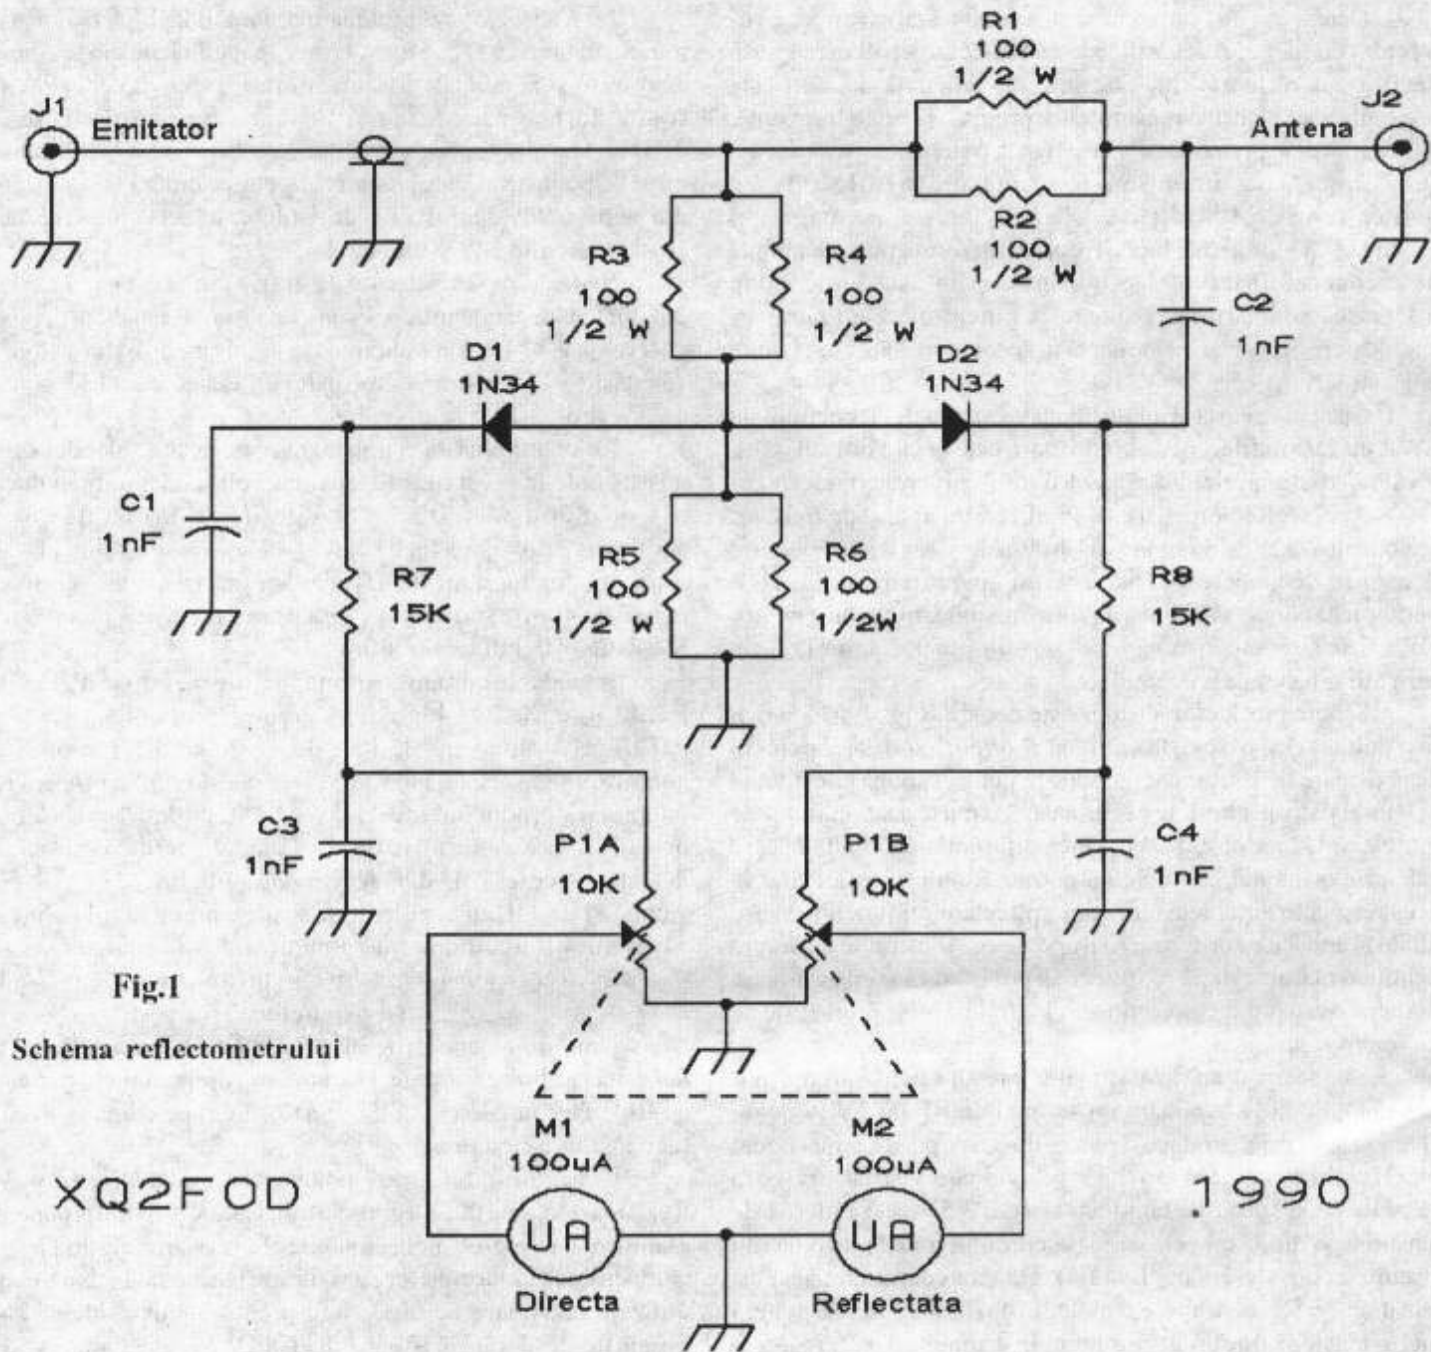 R1
100
1/2 W
J1
Emitator
J2
Antena
R2
100
1/2 W
R3
100
1/2 W
R4
100
1/2 W
C2
1nF
D1
1N34
D2
1N34
C1
1nF
R7
15K
R5
100
1/2 W
R6
100
1/2W
R8
15K
C3
1nF
P1A
10K
P1B
10K
C4
1nF
Fig.1
Schema reflectometrului
M1
100uA
M2
100uA
XQ2FOD
UA
UA
.1990
Directa
Reflectata